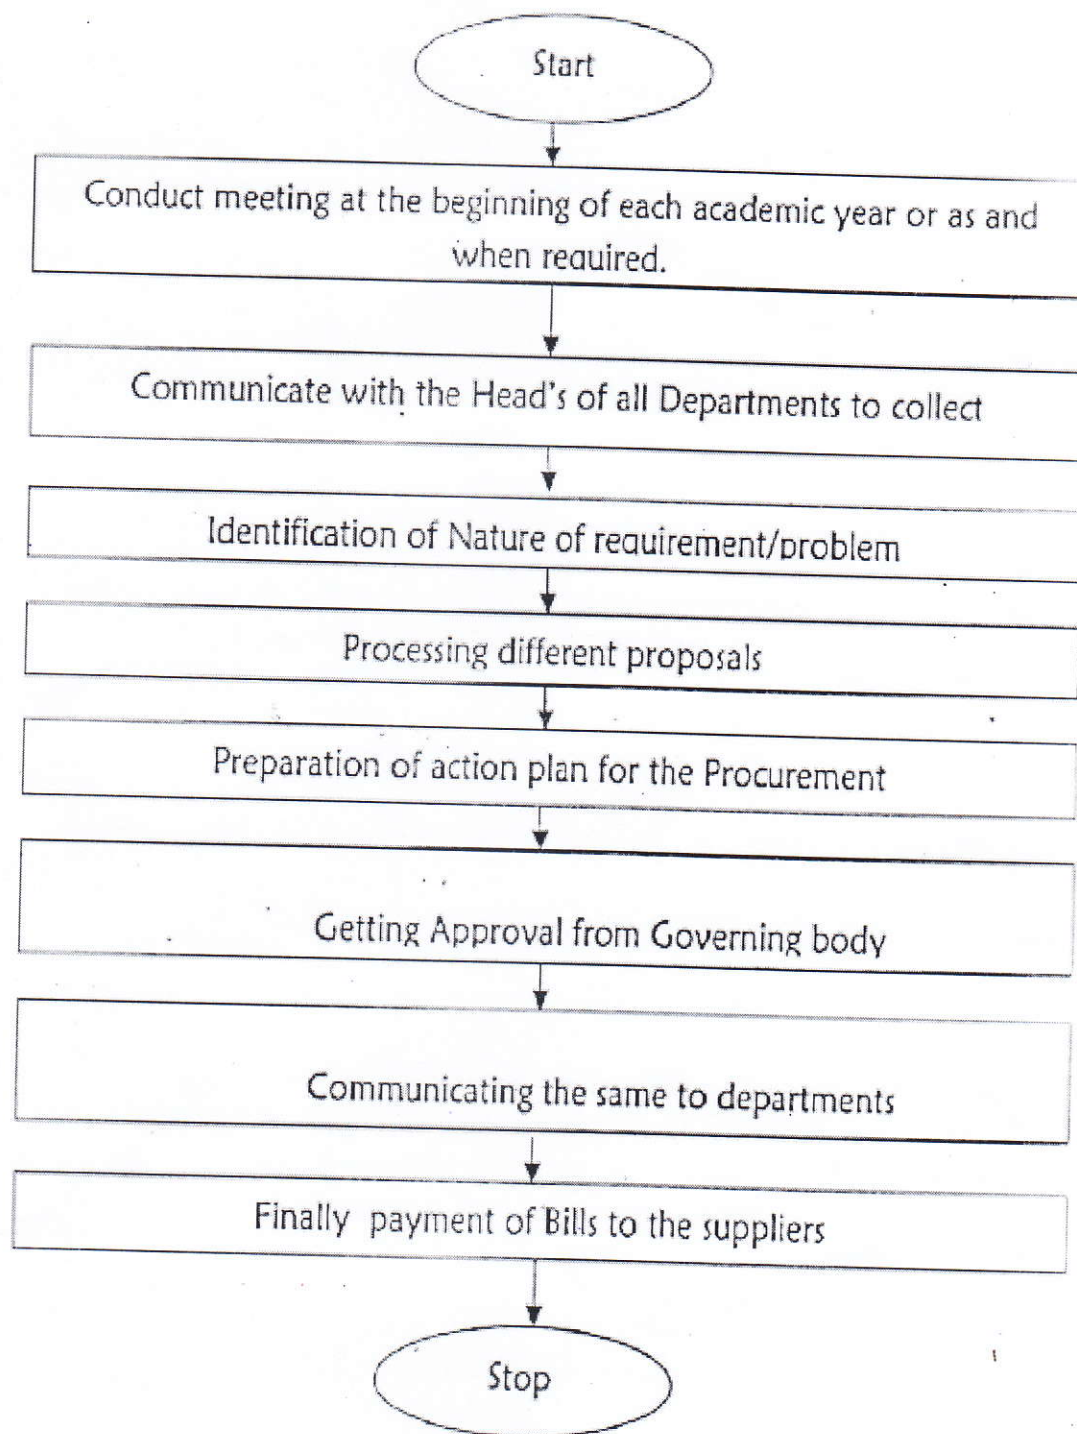 Start
Conduct meeting at the beginning of each academic year or as and
when required.
Communicate with the Head's of all Departments to collect
Identification of Nature of requirement/problem
Processing different proposals
Preparation of action plan for the Procurement
Getting Approval from Governing body
Communicating the same to departments
Finally payment of Bills to the suppliers
Stop